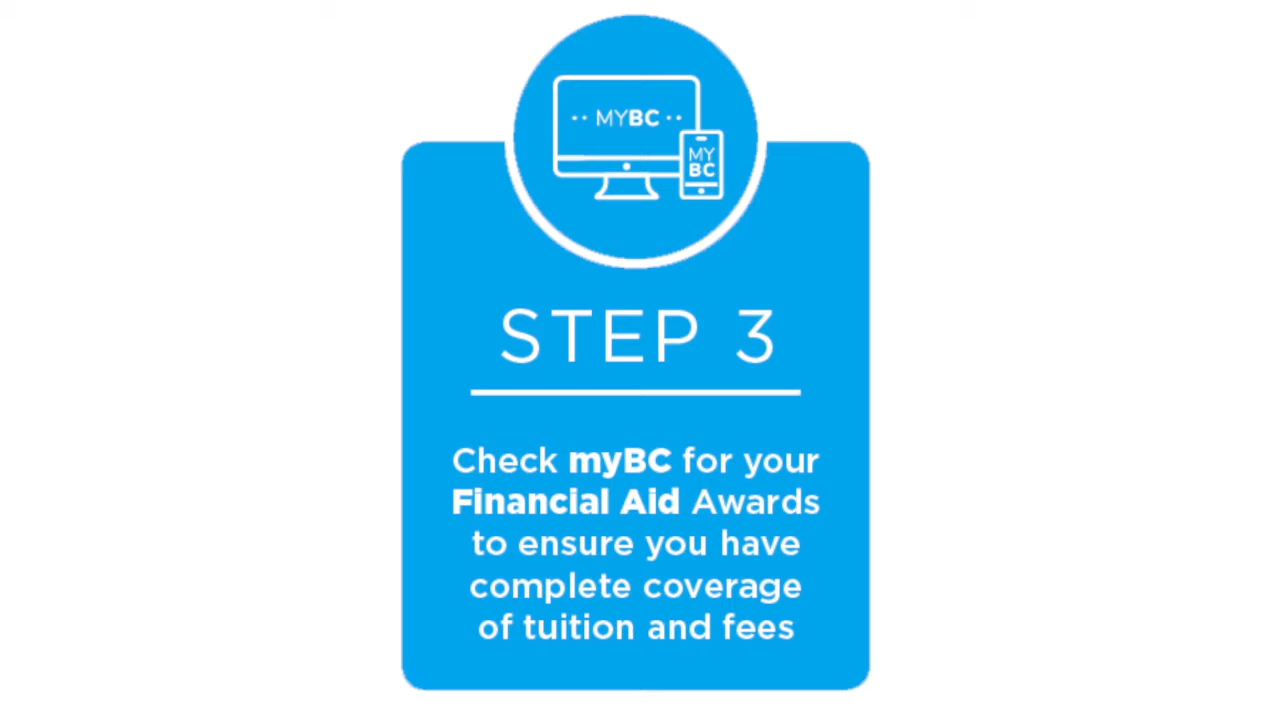 ·· MYBC ··
MY
BC
STEP 3
Check myBC for your
Financial Aid Awards
to ensure you have
complete coverage
of tuition and fees